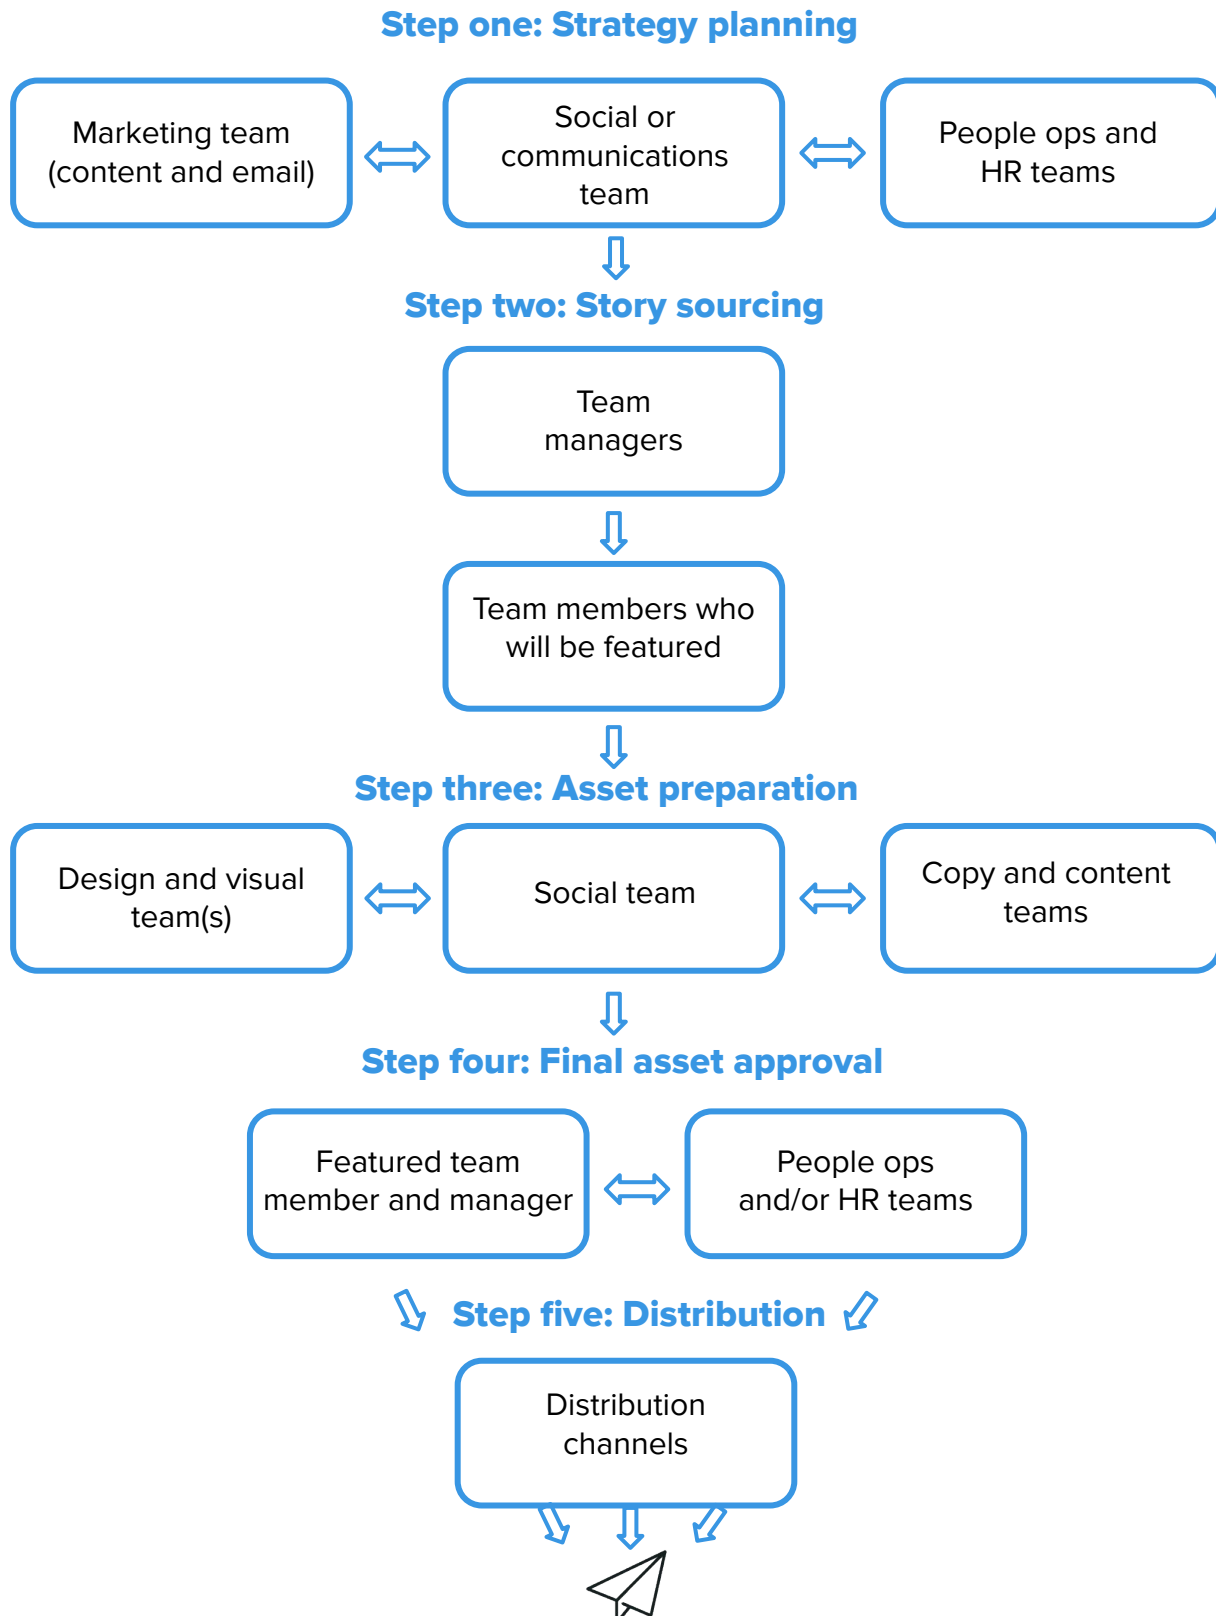 Step one: Strategy planning
Marketing team
(content and email)
Social or
communications
team
People ops and
HR teams
Step two: Story sourcing
Team
managers
Team members who
will be featured
Step three: Asset preparation
Design and visual
team(s)
Social team
Copy and content
teams
Step four: Final asset approval
Featured team
member and manager
People ops
and/or HR teams
Step five: Distribution
Distribution
channels